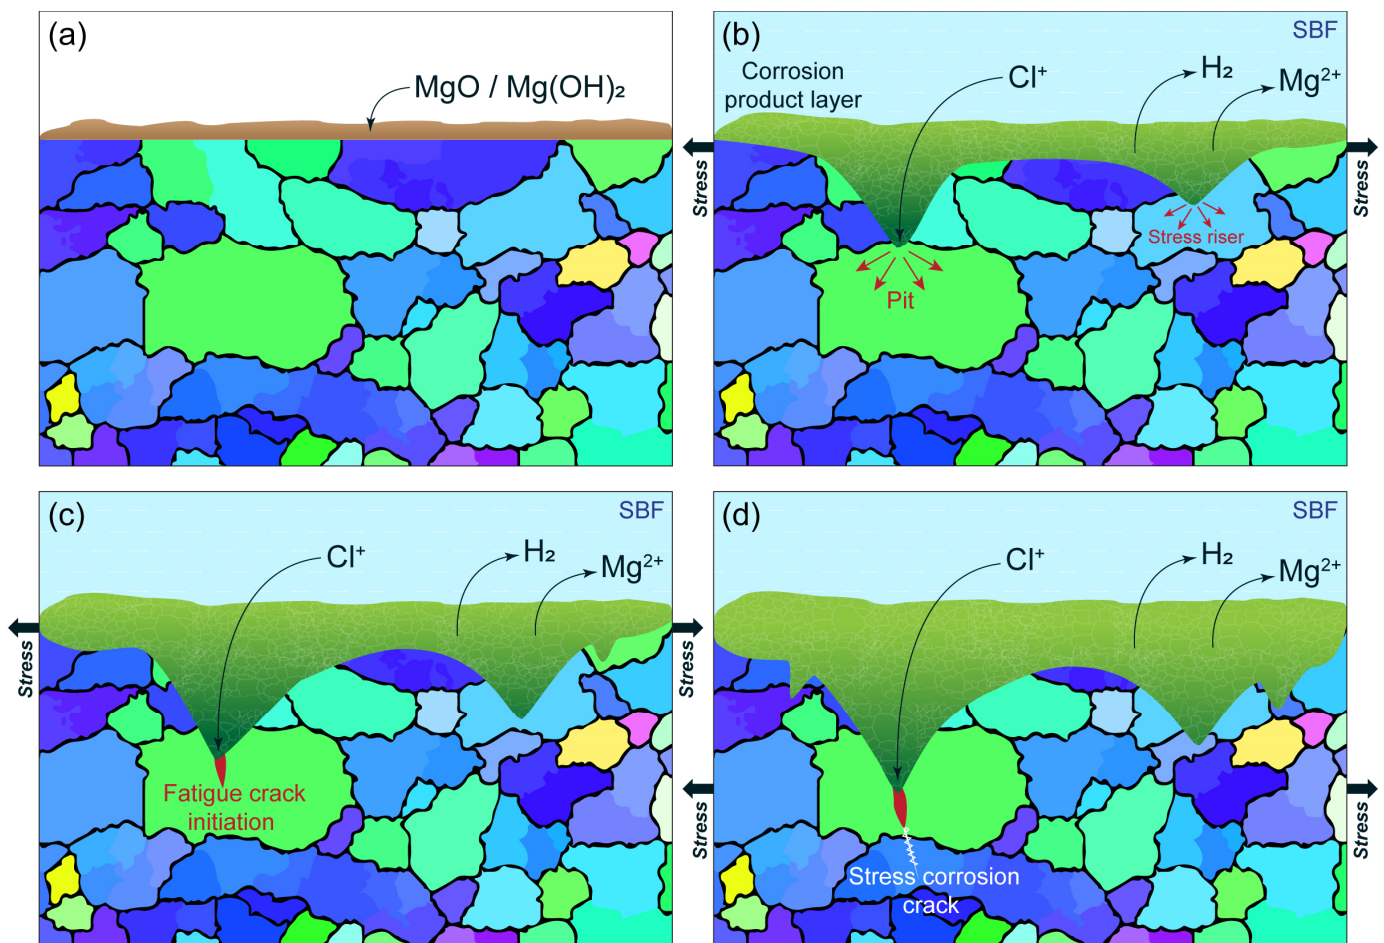 (a)
MgO / Mg(OH)₂
(b)
SBF
Corrosion
product layer
Cl⁺
H₂
Mg²⁺
Stress
Stress
Stress riser
Pit
(c)
SBF
Cl⁺
H₂
Mg²⁺
Stress
Stress
Fatigue crack
initiation
(d)
SBF
Cl⁺
H₂
Mg²⁺
Stress
Stress
Stress corrosion
crack